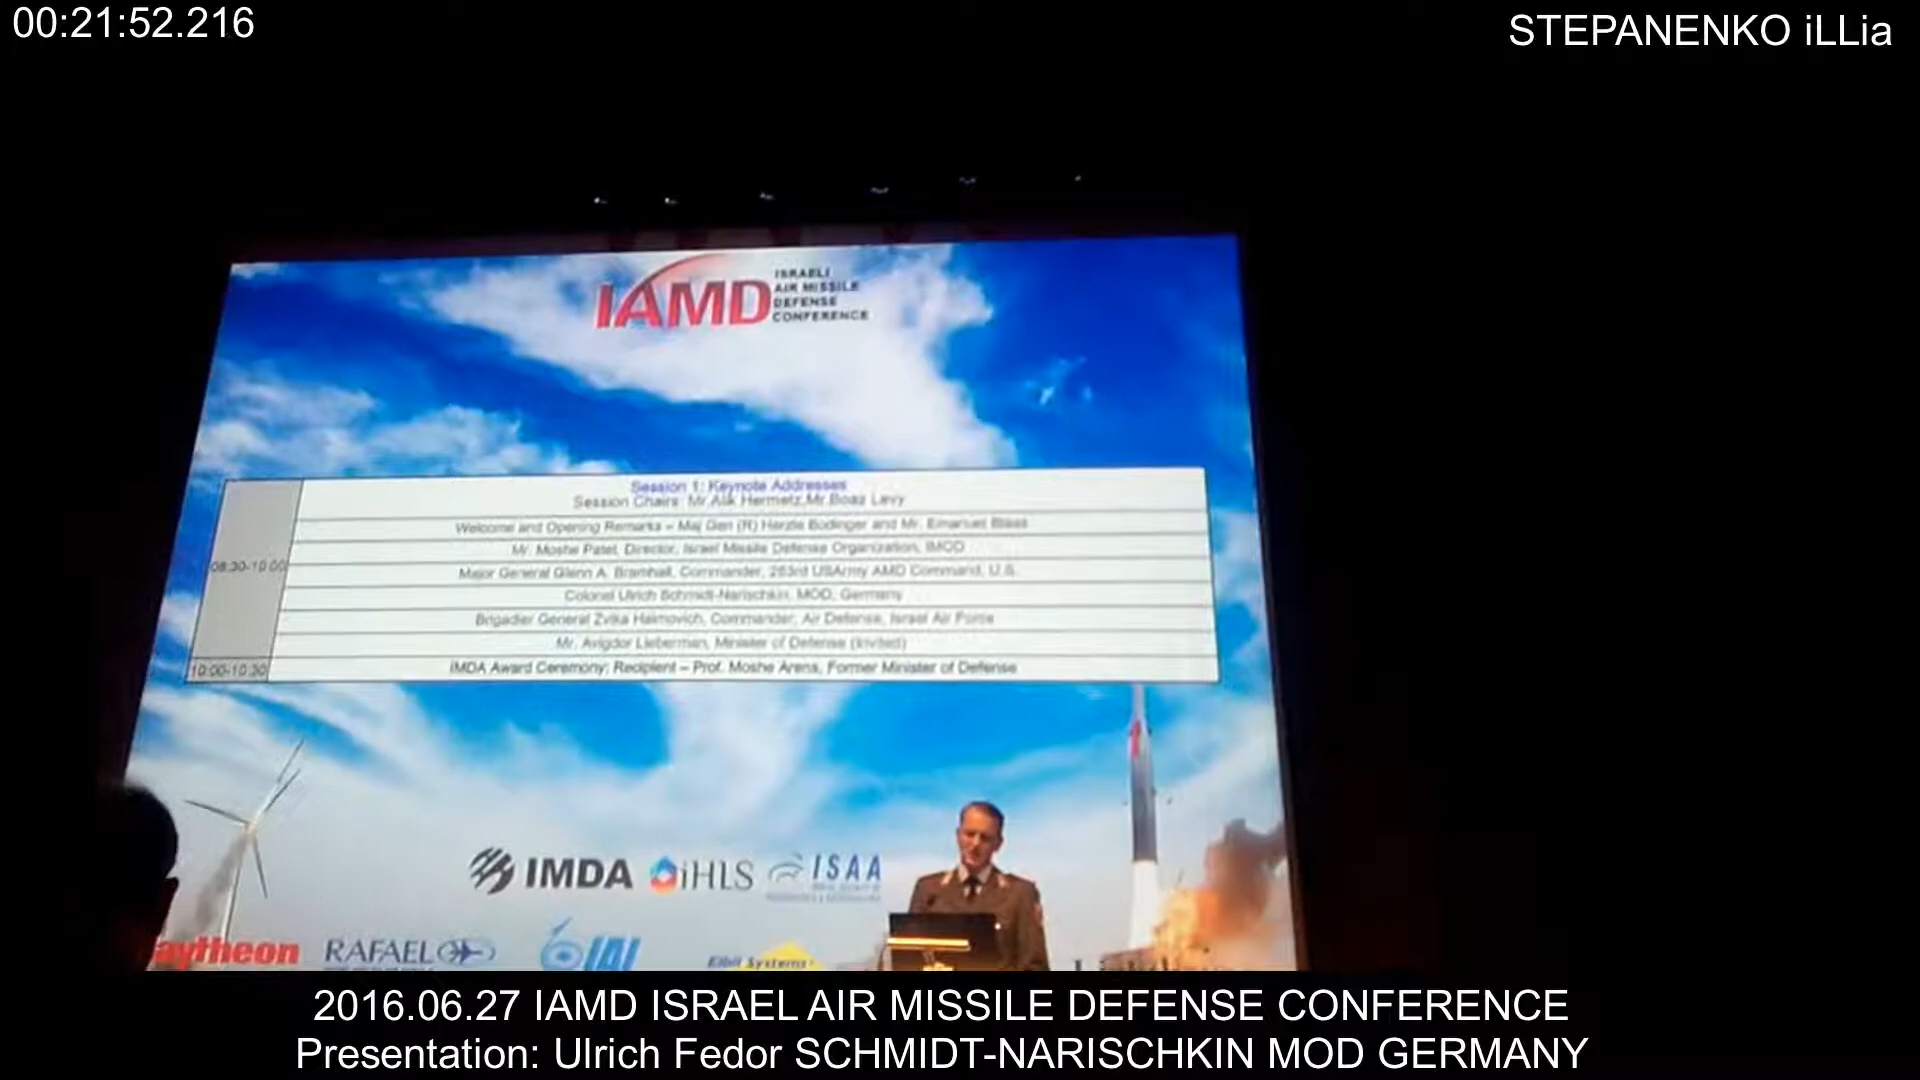 00:21:52.216
STEPANENKO iLLia
IAMD
ISRAELI
AIR MISSILE
DEFENSE
CONFERENCE
Session 1: Keynote Addresses
Session Chairs: Mr.Alik Hermetz,Mr.Boaz Levy
Welcome and Opening Remarks – Maj Gen (R) Herzle Bodinger and Mr. Emanuel
08:30-10:00
Mr. Moshe Patel, Director, Israel Missile Defense Organization, IMOD
Major General Glenn A. Bramhall, Commander, 263rd USArmy AMD Command, U.S.
Colonel Ulrich Schmidt-Narischkin, MOD, Germany
Brigadier General Zvika Haimovich, Commander, Air Defense, Israel Air Force
Mr. Avigdor Lieberman, Minister of Defense (Invited)
10:00-10:30
IMDA Award Ceremony: Recipient – Prof. Moshe Arens, Former Minister of Defense
IMDA iHLS ISAA
aytheon RAFAEL IAI Elbit Systems
2016.06.27 IAMD ISRAEL AIR MISSILE DEFENSE CONFERENCE
Presentation: Ulrich Fedor SCHMIDT-NARISCHKIN MOD GERMANY